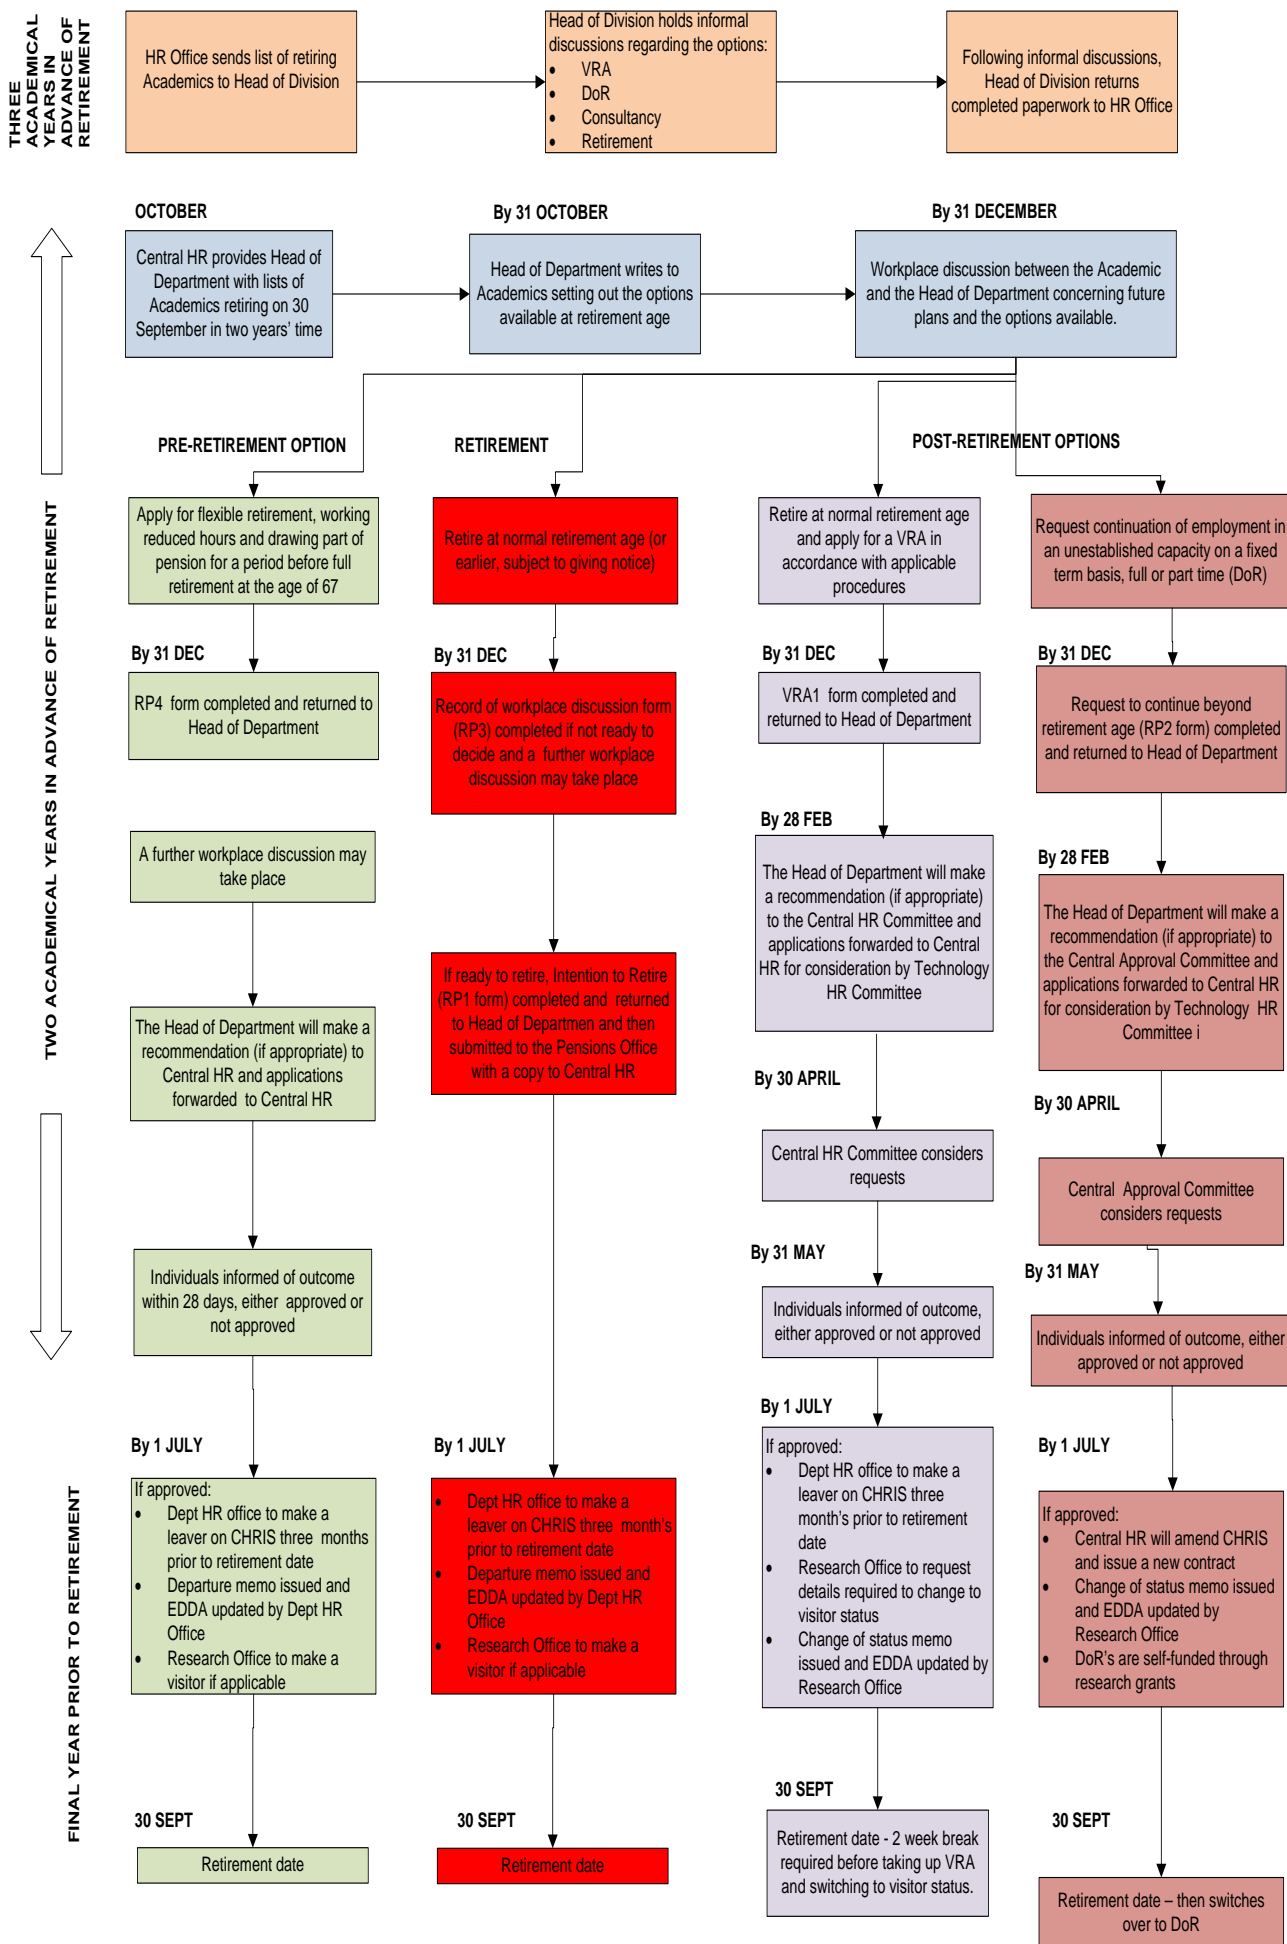 THREE
ACADEMICAL
YEARS IN
ADVANCE OF
RETIREMENT
HR Office sends list of retiring
Academics to Head of Division
Head of Division holds informal
discussions regarding the options:
• VRA
• DoR
• Consultancy
• Retirement
Following informal discussions,
Head of Division returns
completed paperwork to HR Office
TWO ACADEMICAL YEARS IN ADVANCE OF RETIREMENT
OCTOBER
Central HR provides Head of
Department with lists of
Academics retiring on 30
September in two years' time
By 31 OCTOBER
Head of Department writes to
Academics setting out the options
available at retirement age
By 31 DECEMBER
Workplace discussion between the Academic
and the Head of Department concerning future
plans and the options available.
PRE-RETIREMENT OPTION
Apply for flexible retirement, working
reduced hours and drawing part of
pension for a period before full
retirement at the age of 67
By 31 DEC
RP4  form completed and returned to
Head of Department
A further workplace discussion may
take place
The Head of Department will make a
recommendation (if appropriate) to
Central HR and applications
forwarded  to Central HR
Individuals informed of outcome
within 28 days, either  approved or
not approved
RETIREMENT
Retire at normal retirement age (or
earlier, subject to giving notice)
By 31 DEC
Record of workplace discussion form
(RP3) completed if not ready to
decide and a  further workplace
discussion may take place
If ready to retire, Intention to Retire
(RP1 form) completed and  returned
to Head of Departmen and then
submitted to the Pensions Office
with a copy to Central HR
POST-RETIREMENT OPTIONS
Retire at normal retirement age
and apply for a VRA in
accordance with applicable
procedures
By 31 DEC
VRA1  form completed and
returned to Head of Department
By 28 FEB
The Head of Department will make
a recommendation (if appropriate)
to the Central HR Committee and
applications forwarded to Central
HR for consideration by Technology
HR Committee
By 30 APRIL
Central HR Committee considers
requests
By 31 MAY
Individuals informed of outcome,
either approved or not approved
Request continuation of employment in
an unestablished capacity on a fixed
term basis, full or part time (DoR)
By 31 DEC
Request to continue beyond
retirement age (RP2 form) completed
and returned to Head of Department
By 28 FEB
The Head of Department will make a
recommendation (if appropriate) to
the Central Approval Committee and
applications forwarded to Central HR
for consideration by Technology  HR
Committee i
By 30 APRIL
Central  Approval Committee
considers requests
By 31 MAY
Individuals informed of outcome, either
approved or not approved
FINAL YEAR PRIOR TO RETIREMENT
By 1 JULY
If approved:
• Dept HR office to make a
leaver on CHRIS three  months
prior to retirement date
• Departure memo issued and
EDDA updated by Dept HR
Office
• Research Office to make a
visitor if applicable
30 SEPT
Retirement date
By 1 JULY
• Dept HR office to make a
leaver on CHRIS three  month's
prior to retirement date
• Departure memo issued and
EDDA updated by Dept HR
Office
• Research Office to make a
visitor if applicable
30 SEPT
Retirement date
By 1 JULY
If approved:
• Dept HR office to make a
leaver on CHRIS three
month's prior to retirement
date
• Research Office to request
details required to change to
visitor status
• Change of status memo
issued and EDDA updated by
Research Office
30 SEPT
Retirement date - 2 week break
required before taking up VRA
and switching to visitor status.
By 1 JULY
If approved:
• Central HR will amend CHRIS
and issue a new contract
• Change of status memo issued
and EDDA updated by
Research Office
• DoR's are self-funded through
research grants
30 SEPT
Retirement date – then switches
over to DoR